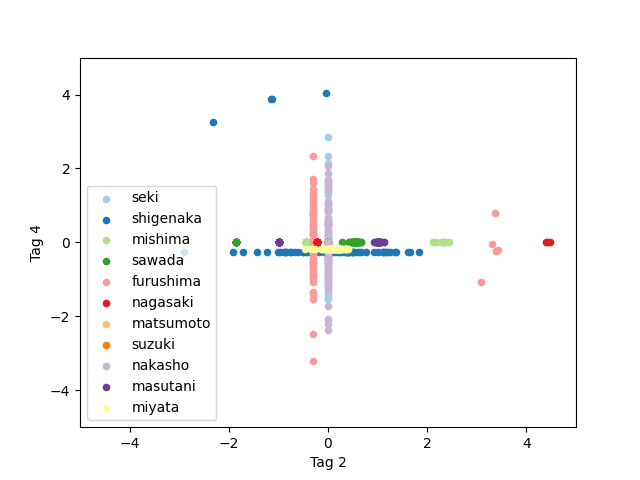 4
2
0
−2
−4
Tag 4
seki
shigenaka
mishima
sawada
furushima
nagasaki
matsumoto
suzuki
nakasho
masutani
miyata
−4 −2 0 2 4
Tag 2